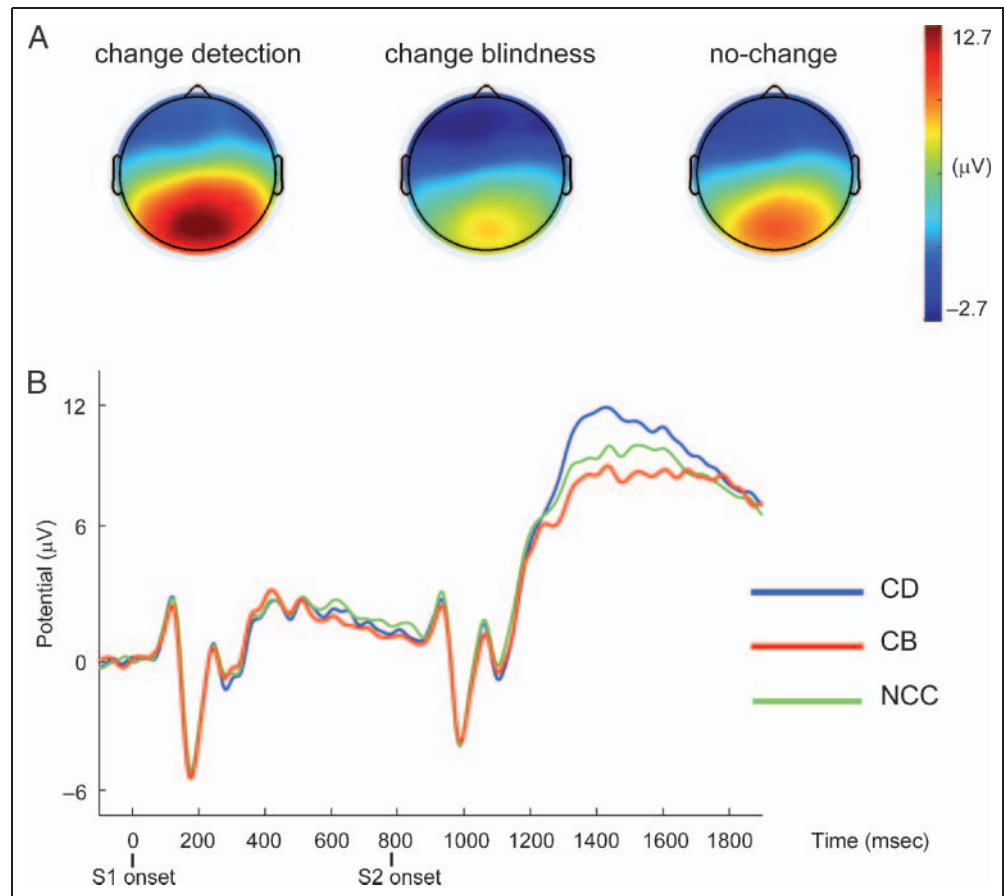 A
change detection change blindness no-change
12.7
(µV)
−2.7
B
12
6
0
−6
Potential (µV)
CD
CB
NCC
0 200 400 600 800 1000 1200 1400 1600 1800 Time (msec)
S1 onset S2 onset